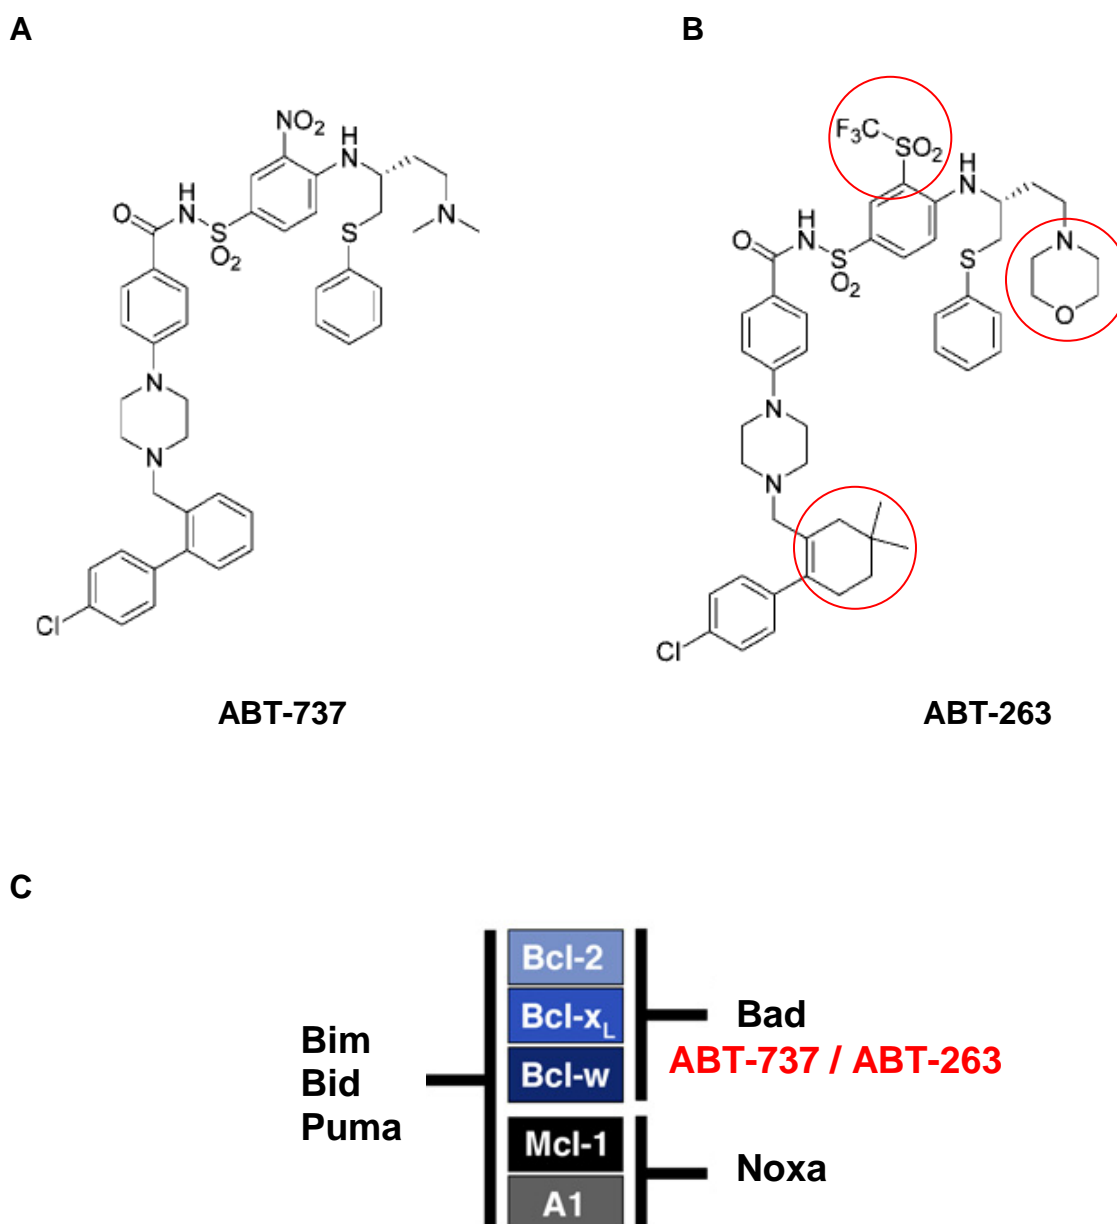 A
B
NO2
H
N
O
H
N
S
O2
S
N
N
N
Cl
ABT-737
F3C
SO2
H
N
O
H
N
S
O2
S
N
O
N
N
Cl
ABT-263
C
Bim
Bid
Puma
Bcl-2
Bcl-xL
Bcl-w
Mcl-1
A1
Bad
ABT-737 / ABT-263
Noxa